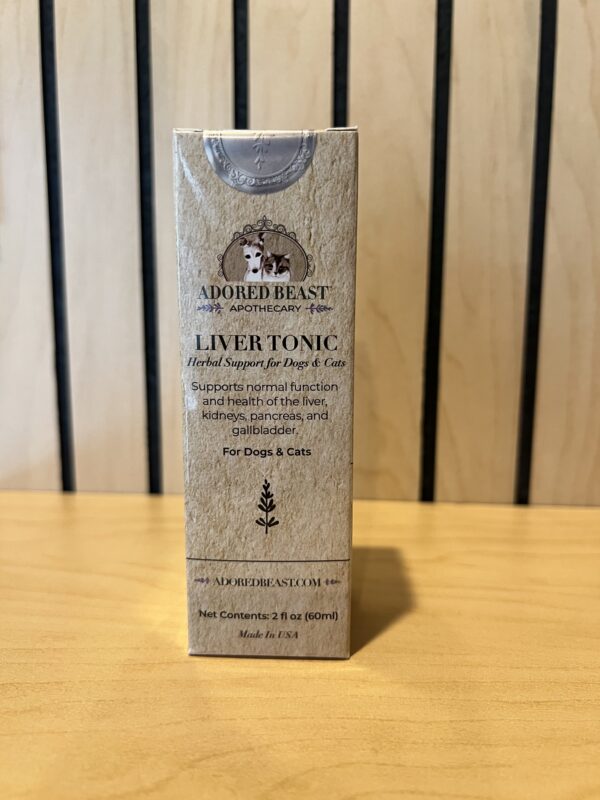 ADORED BEAST
APOTHECARY
LIVER TONIC
Herbal Support for Dogs & Cats
Supports normal function
and health of the liver,
kidneys, pancreas, and
gallbladder.
For Dogs & Cats
ADOREDBEAST.COM
Net Contents: 2 fl oz (60ml)
Made In USA